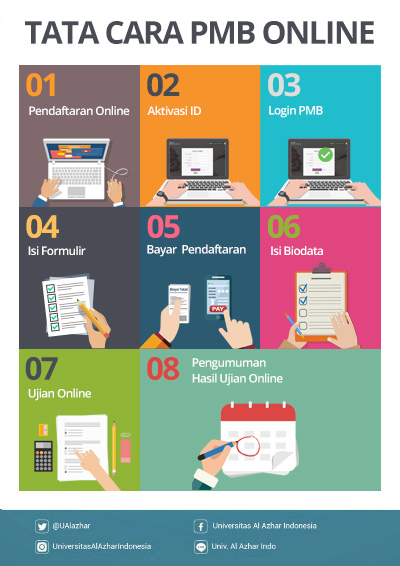 TATA CARA PMB ONLINE
01
Pendaftaran Online
02
Aktivasi ID
03
Login PMB
04
Isi Formulir
05
Bayar Pendaftaran
06
Isi Biodata
07
Ujian Online
08
Pengumuman
Hasil Ujian Online
PAY
@UAlazhar
Universitas Al Azhar Indonesia
UniversitasAlAzharIndonesia
Univ. Al Azhar Indo